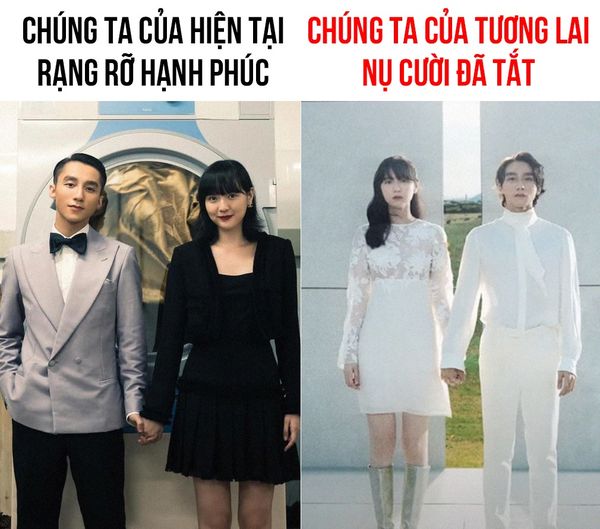 CHÚNG TA CỦA HIỆN TẠI
RẠNG RỠ HẠNH PHÚC
CHÚNG TA CỦA TƯƠNG LAI
NỤ CƯỜI ĐÃ TẮT